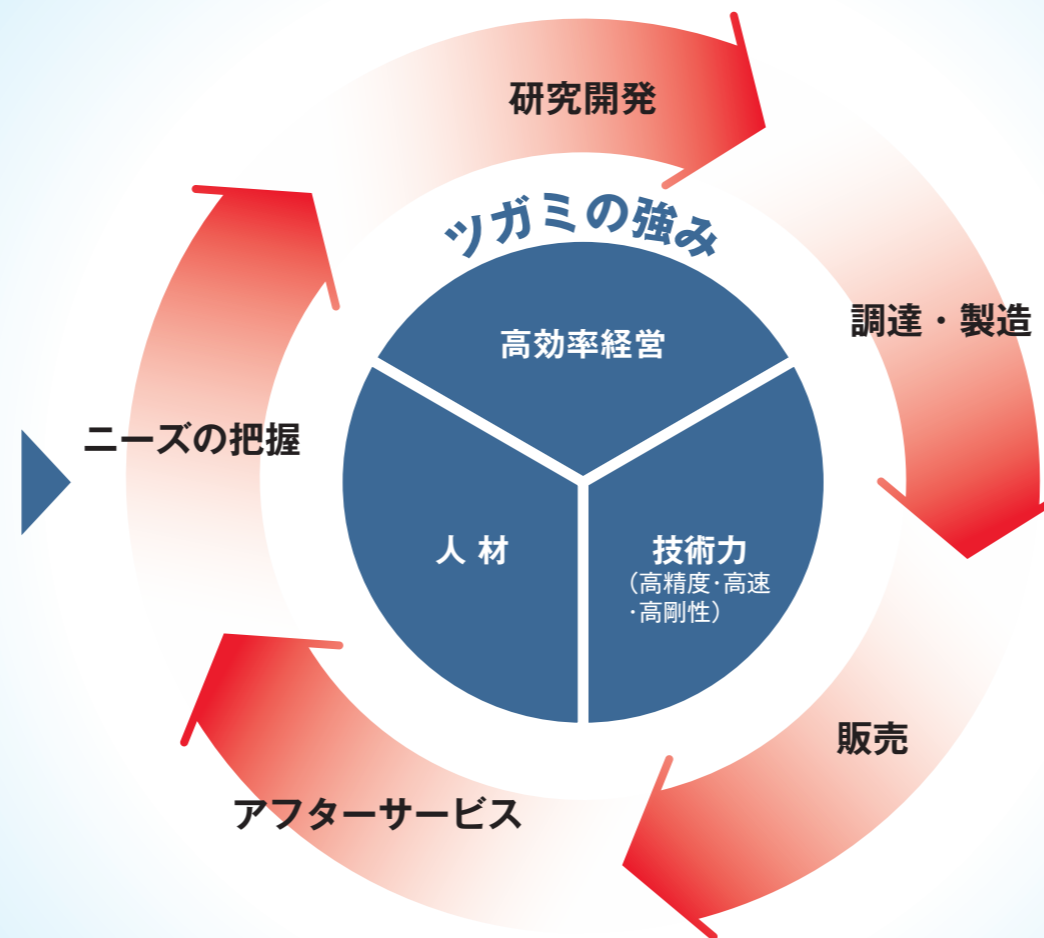 研究開発
ツガミの強み
高効率経営
調達・製造
ニーズの把握
人 材
技術力
（高精度・高速
・高剛性）
販売
アフターサービス